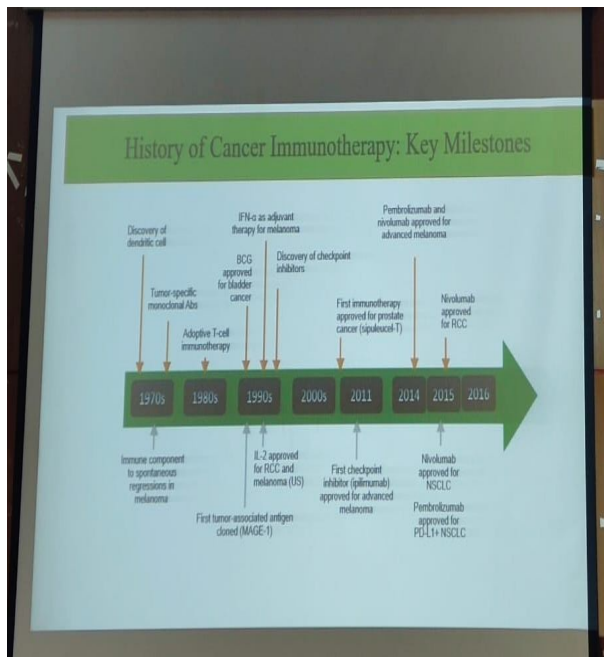 History of Cancer Immunotherapy: Key Milestones
Discovery of
dendritic cell
Tumor-specific
monoclonal Abs
Adoptive T-cell
immunotherapy
BCG
approved
for bladder
cancer
IFN-α as adjuvant
therapy for melanoma
Discovery of checkpoint
inhibitors
First immunotherapy
approved for prostate
cancer (sipuleucel-T)
Pembrolizumab and
nivolumab approved for
advanced melanoma
Nivolumab
approved
for RCC
1970s
1980s
1990s
2000s
2011
2014
2015
2016
Immune component
to spontaneous
regressions in
melanoma
First tumor-associated antigen
cloned (MAGE-1)
IL-2 approved
for RCC and
melanoma (US)
First checkpoint
inhibitor (ipilimumab)
approved for advanced
melanoma
Nivolumab
approved for
NSCLC
Pembrolizumab
approved for
PD-L1+ NSCLC